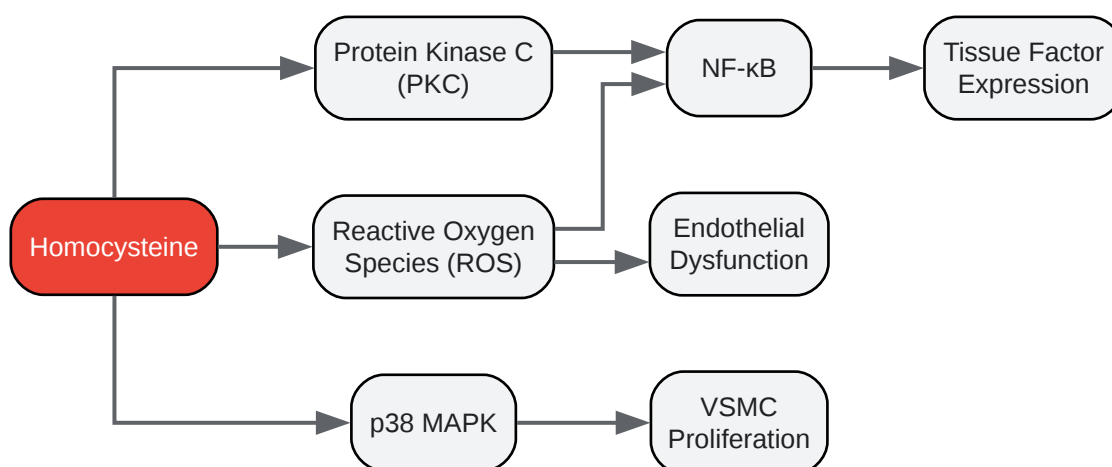 Protein Kinase C
(PKC)
NF-κB
Tissue Factor
Expression
Homocysteine
Reactive Oxygen
Species (ROS)
Endothelial
Dysfunction
p38 MAPK
VSMC
Proliferation